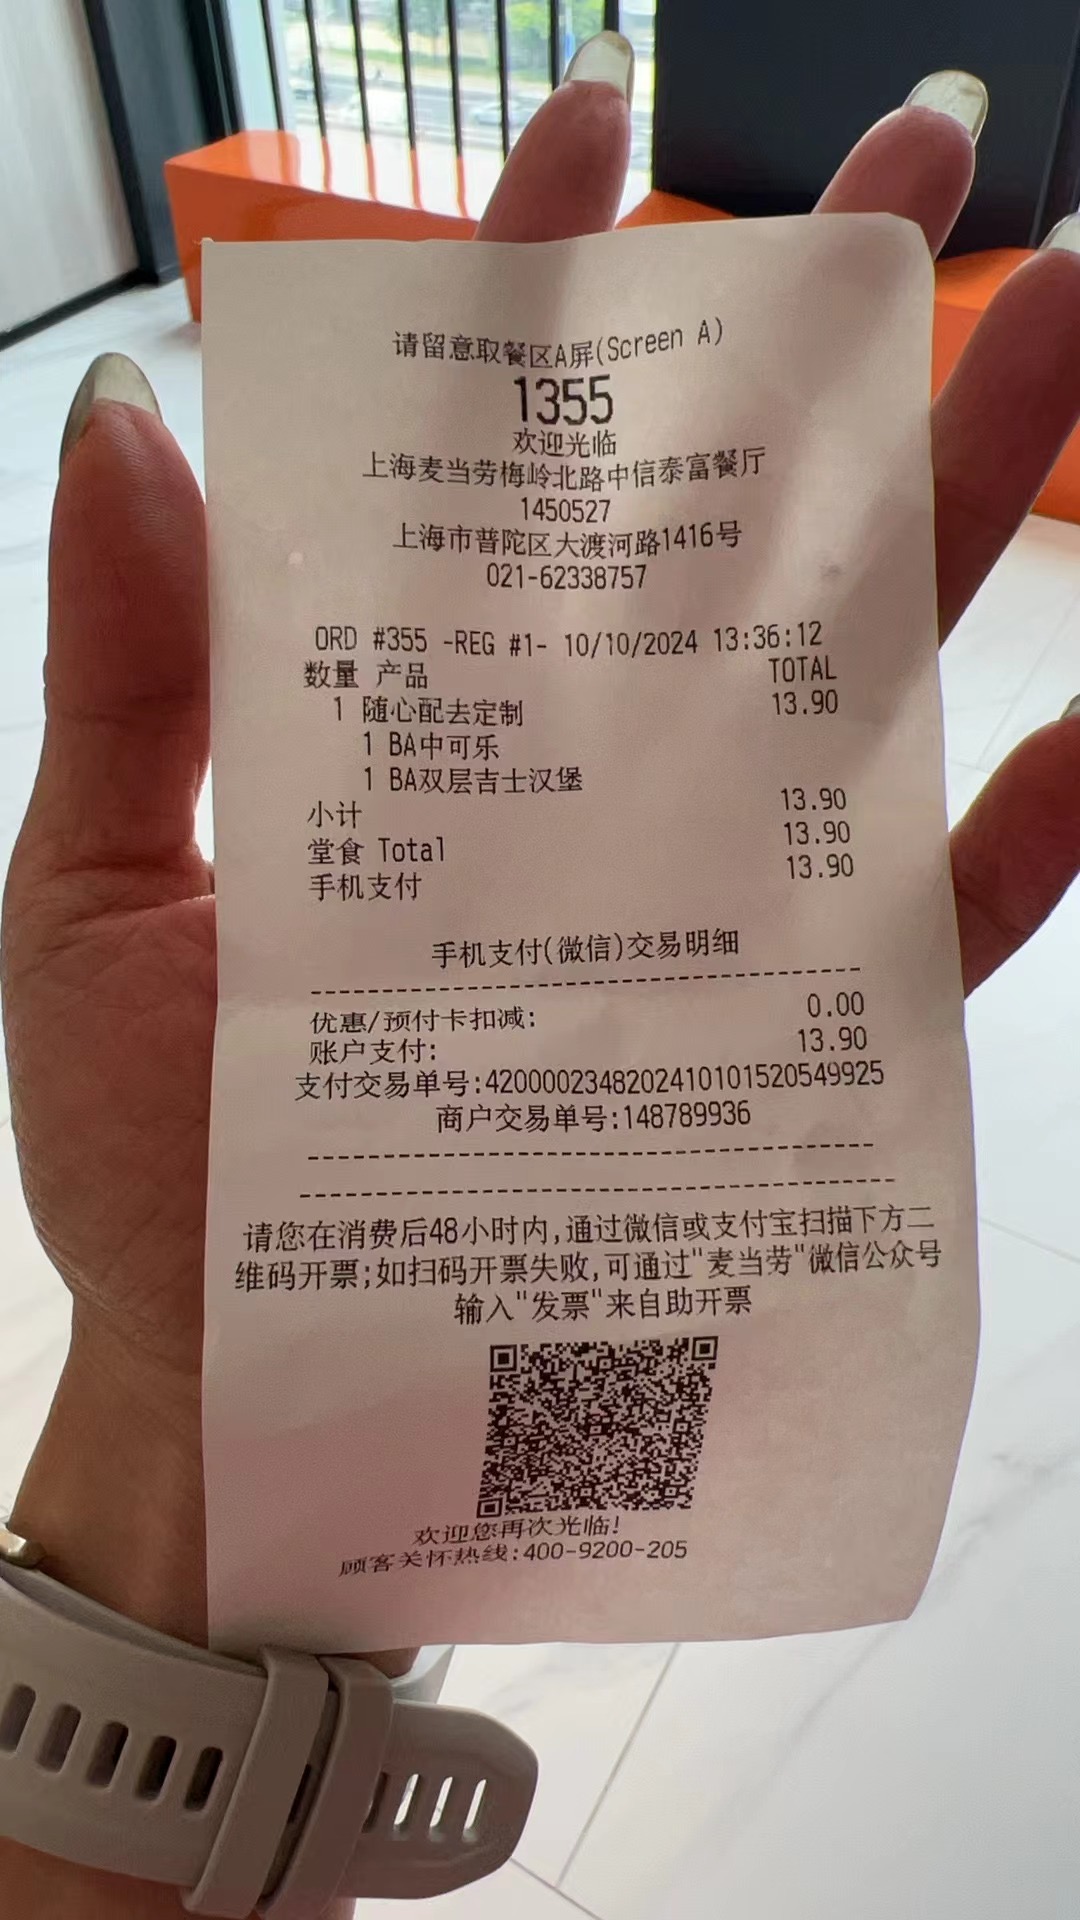 请留意取餐区A屏(Screen A)
1355
欢迎光临
上海麦当劳梅岭北路中信泰富餐厅
1450527
上海市普陀区大渡河路1416号
021-62338757
ORD #355 -REG #1- 10/10/2024 13:36:12
数量 产品 TOTAL
1 随心配去定制 13.90
1 BA中可乐
1 BA双层吉士汉堡
小计 13.90
堂食 Total 13.90
手机支付 13.90
手机支付(微信)交易明细
优惠/预付卡扣减: 0.00
账户支付: 13.90
支付交易单号:4200002348202410101520549925
商户交易单号:148789936
请您在消费后48小时内,通过微信或支付宝扫描下方二
维码开票;如扫码开票失败,可通过"麦当劳"微信公众号
输入"发票"来自助开票
欢迎您再次光临!
顾客关怀热线:400-9200-205